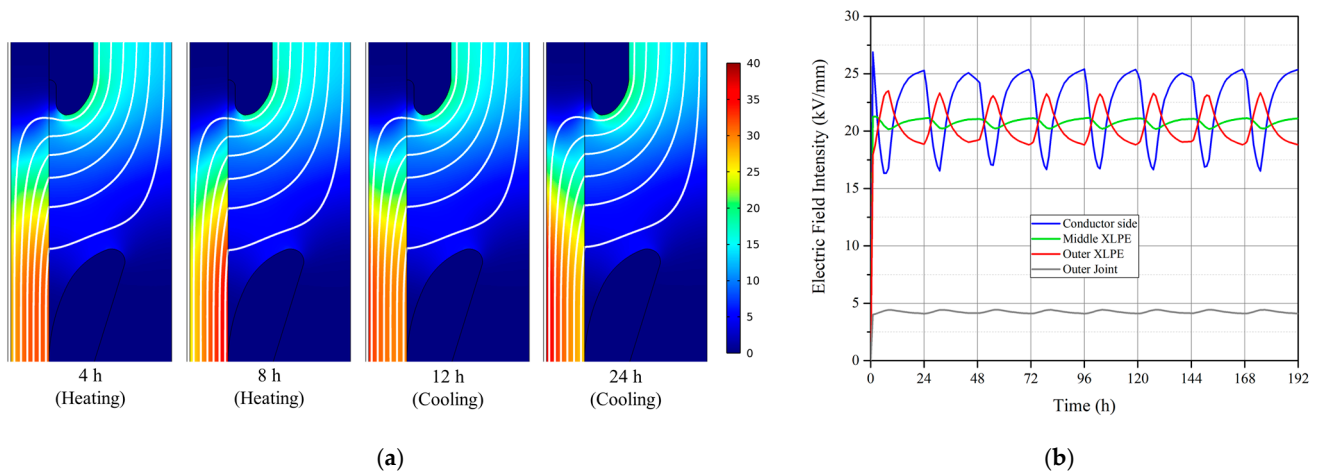 40
35
30
25
20
15
10
5
0
4 h
(Heating)
8 h
(Heating)
12 h
(Cooling)
24 h
(Cooling)
(a)
Electric Field Intensity (kV/mm)
30
25
20
15
10
5
0
Conductor side
Middle XLPE
Outer XLPE
Outer Joint
0 24 48 72 96 120 144 168 192
Time (h)
(b)